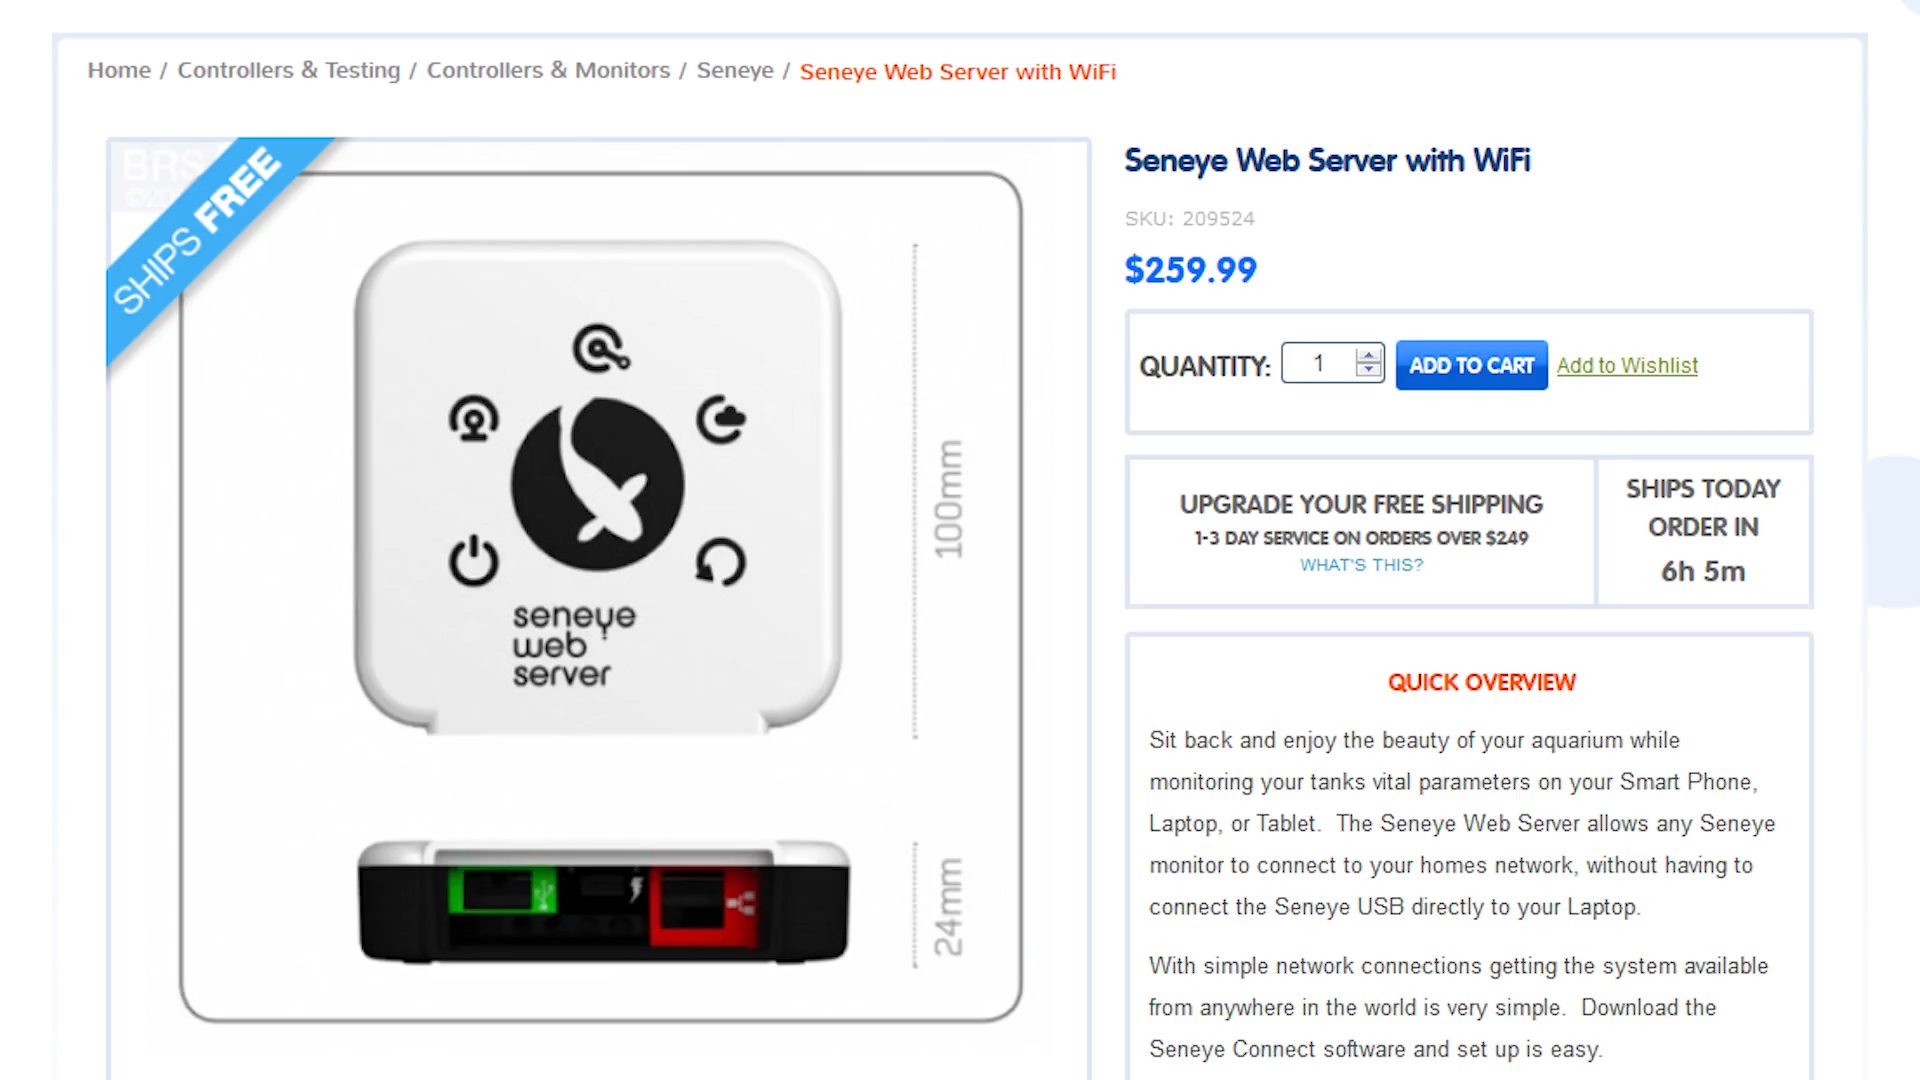 Home / Controllers & Testing / Controllers & Monitors / Seneye / Seneye Web Server with WiFi
BRS
SHIPS FREE
seneye
web
server
100mm
24mm
Seneye Web Server with WiFi
SKU: 209524
$259.99
QUANTITY: 1 ADD TO CART Add to Wishlist
UPGRADE YOUR FREE SHIPPING
1-3 DAY SERVICE ON ORDERS OVER $249
WHAT'S THIS?
SHIPS TODAY
ORDER IN
6h 5m
QUICK OVERVIEW
Sit back and enjoy the beauty of your aquarium while
monitoring your tanks vital parameters on your Smart Phone,
Laptop, or Tablet. The Seneye Web Server allows any Seneye
monitor to connect to your homes network, without having to
connect the Seneye USB directly to your Laptop.
With simple network connections getting the system available
from anywhere in the world is very simple. Download the
Seneye Connect software and set up is easy.